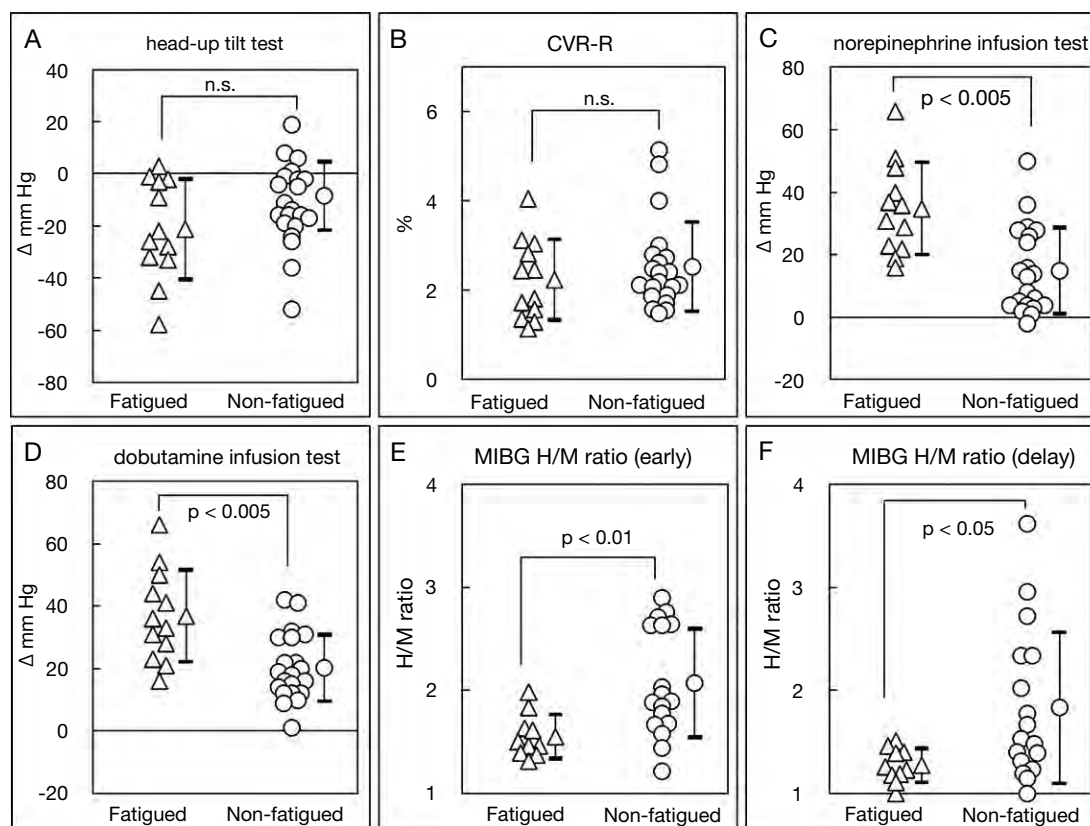 A
head-up tilt test
40
20
0
-20
-40
-60
-80
Δ mm Hg
n.s.
Fatigued Non-fatigued
B
CVR-R
6
4
2
0
%
n.s.
Fatigued Non-fatigued
C
norepinephrine infusion test
80
60
40
20
0
-20
Δ mm Hg
p < 0.005
Fatigued Non-fatigued
D
dobutamine infusion test
80
60
40
20
0
-20
Δ mm Hg
p < 0.005
Fatigued Non-fatigued
E
MIBG H/M ratio (early)
4
3
2
1
H/M ratio
p < 0.01
Fatigued Non-fatigued
F
MIBG H/M ratio (delay)
4
3
2
1
H/M ratio
p < 0.05
Fatigued Non-fatigued